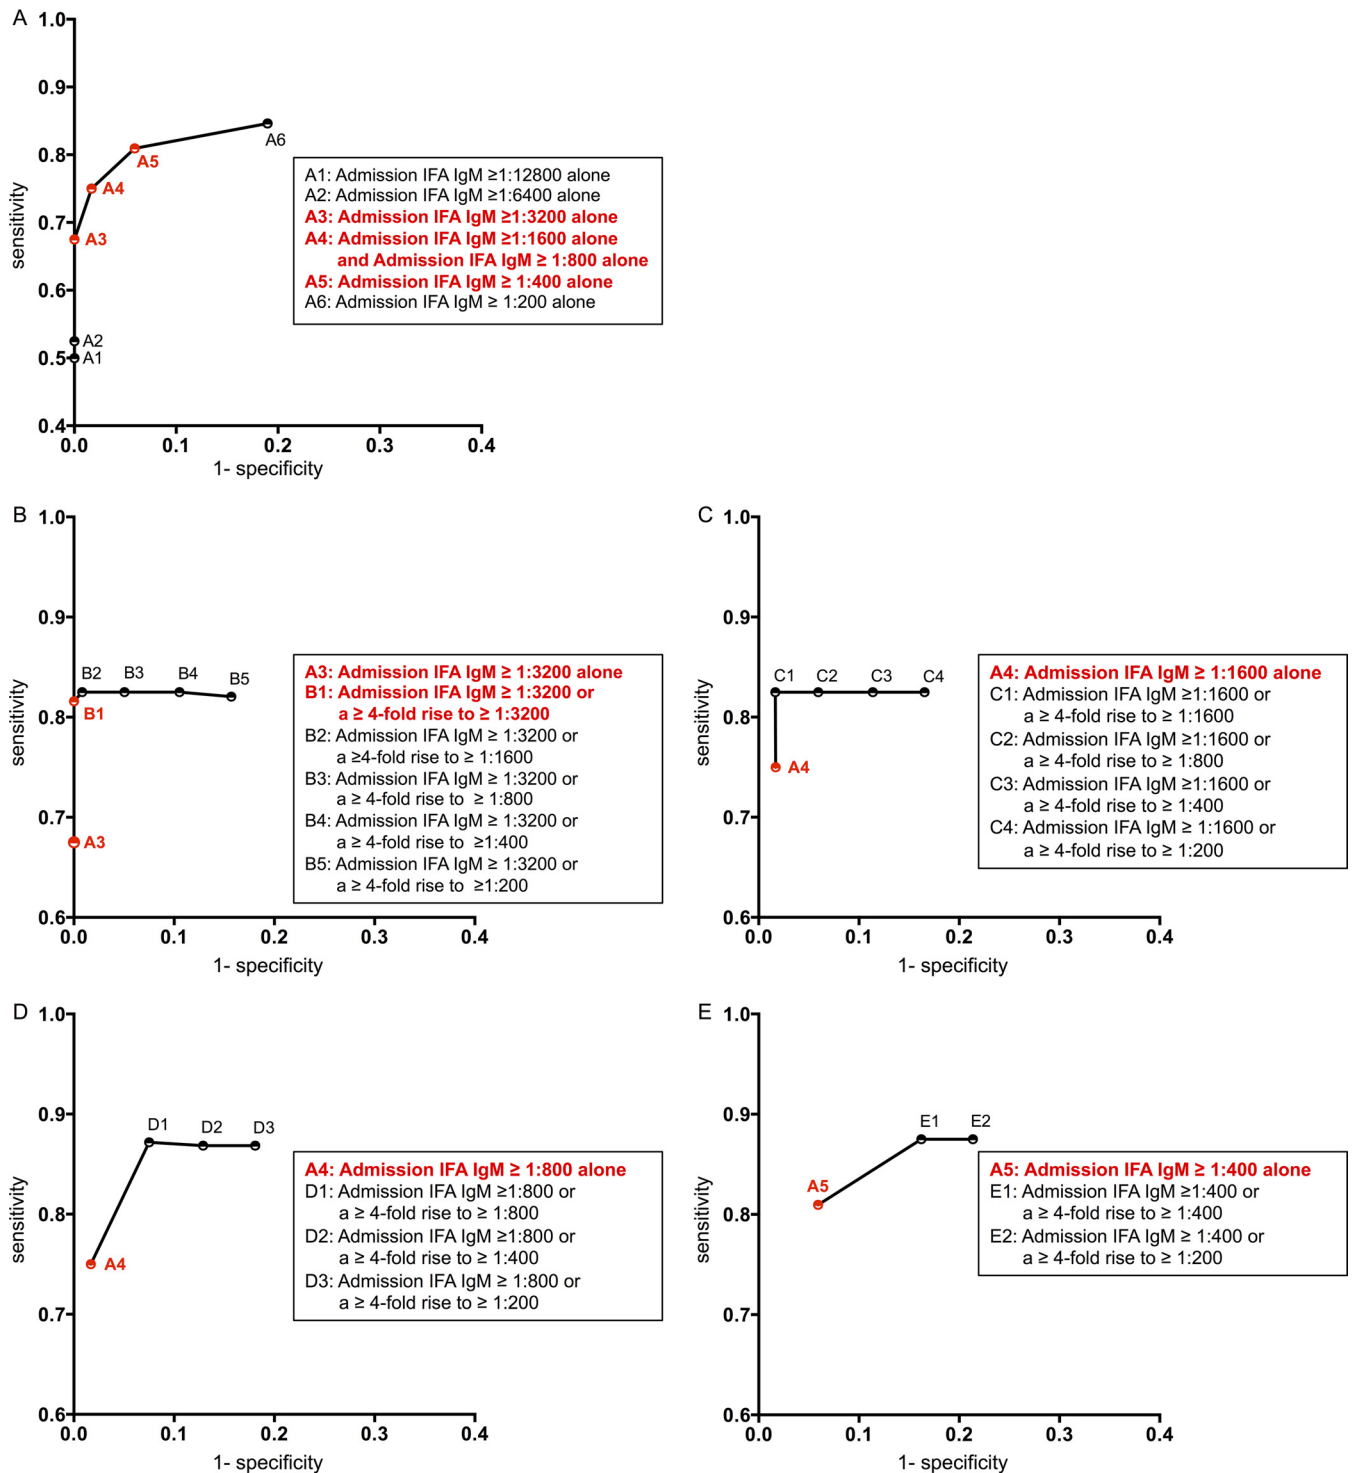 A
1.0
0.9
0.8
0.7
0.6
0.5
0.4
sensitivity
A6
A5
A4
A3
A2
A1
0.0 0.1 0.2 0.3 0.4
1- specificity
A1: Admission IFA IgM ≥1:12800 alone
A2: Admission IFA IgM ≥1:6400 alone
A3: Admission IFA IgM ≥1:3200 alone
A4: Admission IFA IgM ≥1:1600 alone
and Admission IFA IgM ≥ 1:800 alone
A5: Admission IFA IgM ≥ 1:400 alone
A6: Admission IFA IgM ≥ 1:200 alone
B
1.0
0.9
0.8
0.7
0.6
sensitivity
B2 B3 B4 B5
B1
A3
0.0 0.1 0.2 0.3 0.4
1- specificity
A3: Admission IFA IgM ≥ 1:3200 alone
B1: Admission IFA IgM ≥ 1:3200 or
a ≥ 4-fold rise to ≥ 1:3200
B2: Admission IFA IgM ≥ 1:3200 or
a ≥4-fold rise to ≥ 1:1600
B3: Admission IFA IgM ≥ 1:3200 or
a ≥ 4-fold rise to ≥ 1:800
B4: Admission IFA IgM ≥ 1:3200 or
a ≥ 4-fold rise to ≥1:400
B5: Admission IFA IgM ≥ 1:3200 or
a ≥ 4-fold rise to ≥1:200
C
1.0
0.9
0.8
0.7
0.6
sensitivity
C1 C2 C3 C4
A4
0.0 0.1 0.2 0.3 0.4
1- specificity
A4: Admission IFA IgM ≥ 1:1600 alone
C1: Admission IFA IgM ≥1:1600 or
a ≥ 4-fold rise to ≥ 1:1600
C2: Admission IFA IgM ≥1:1600 or
a ≥ 4-fold rise to ≥ 1:800
C3: Admission IFA IgM ≥1:1600 or
a ≥ 4-fold rise to ≥ 1:400
C4: Admission IFA IgM ≥ 1:1600 or
a ≥ 4-fold rise to ≥ 1:200
D
1.0
0.9
0.8
0.7
0.6
sensitivity
D1 D2 D3
A4
0.0 0.1 0.2 0.3 0.4
1- specificity
A4: Admission IFA IgM ≥ 1:800 alone
D1: Admission IFA IgM ≥1:800 or
a ≥ 4-fold rise to ≥ 1:800
D2: Admission IFA IgM ≥1:800 or
a ≥ 4-fold rise to ≥ 1:400
D3: Admission IFA IgM ≥ 1:800 or
a ≥ 4-fold rise to ≥ 1:200
E
1.0
0.9
0.8
0.7
0.6
sensitivity
E1 E2
A5
0.0 0.1 0.2 0.3 0.4
1- specificity
A5: Admission IFA IgM ≥ 1:400 alone
E1: Admission IFA IgM ≥1:400 or
a ≥ 4-fold rise to ≥ 1:400
E2: Admission IFA IgM ≥ 1:400 or
a ≥ 4-fold rise to ≥ 1:200